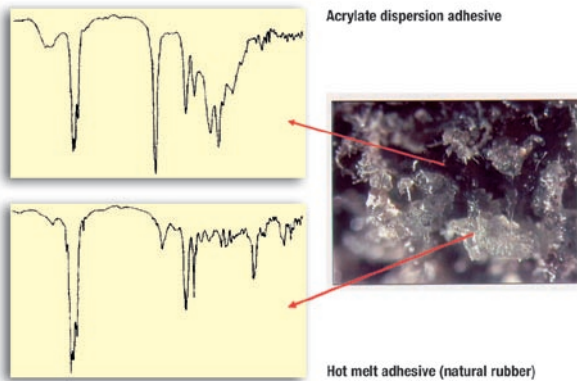 Acrylate dispersion adhesive
Hot melt adhesive (natural rubber)